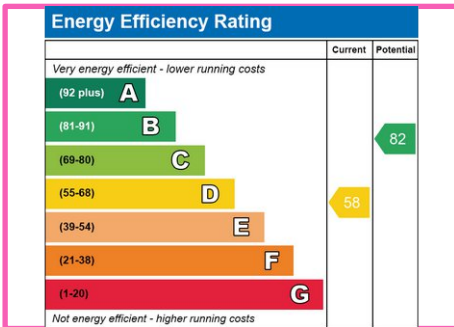 Energy Efficiency Rating
Current Potential
Very energy efficient - lower running costs
(92 plus) A
(81-91) B
82
(69-80) C
(55-68) D
58
(39-54) E
(21-38) F
(1-20) G
Not energy efficient - higher running costs